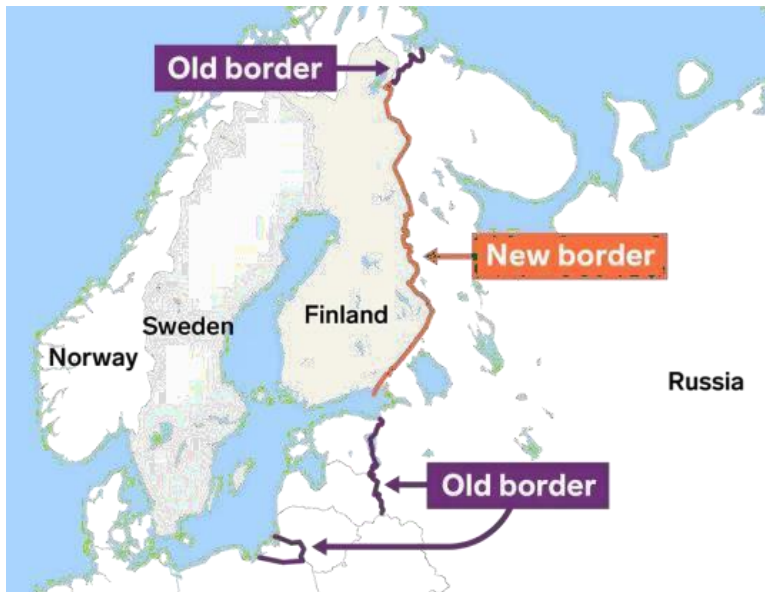 Old border
New border
Finland
Sweden
Norway
Russia
Old border